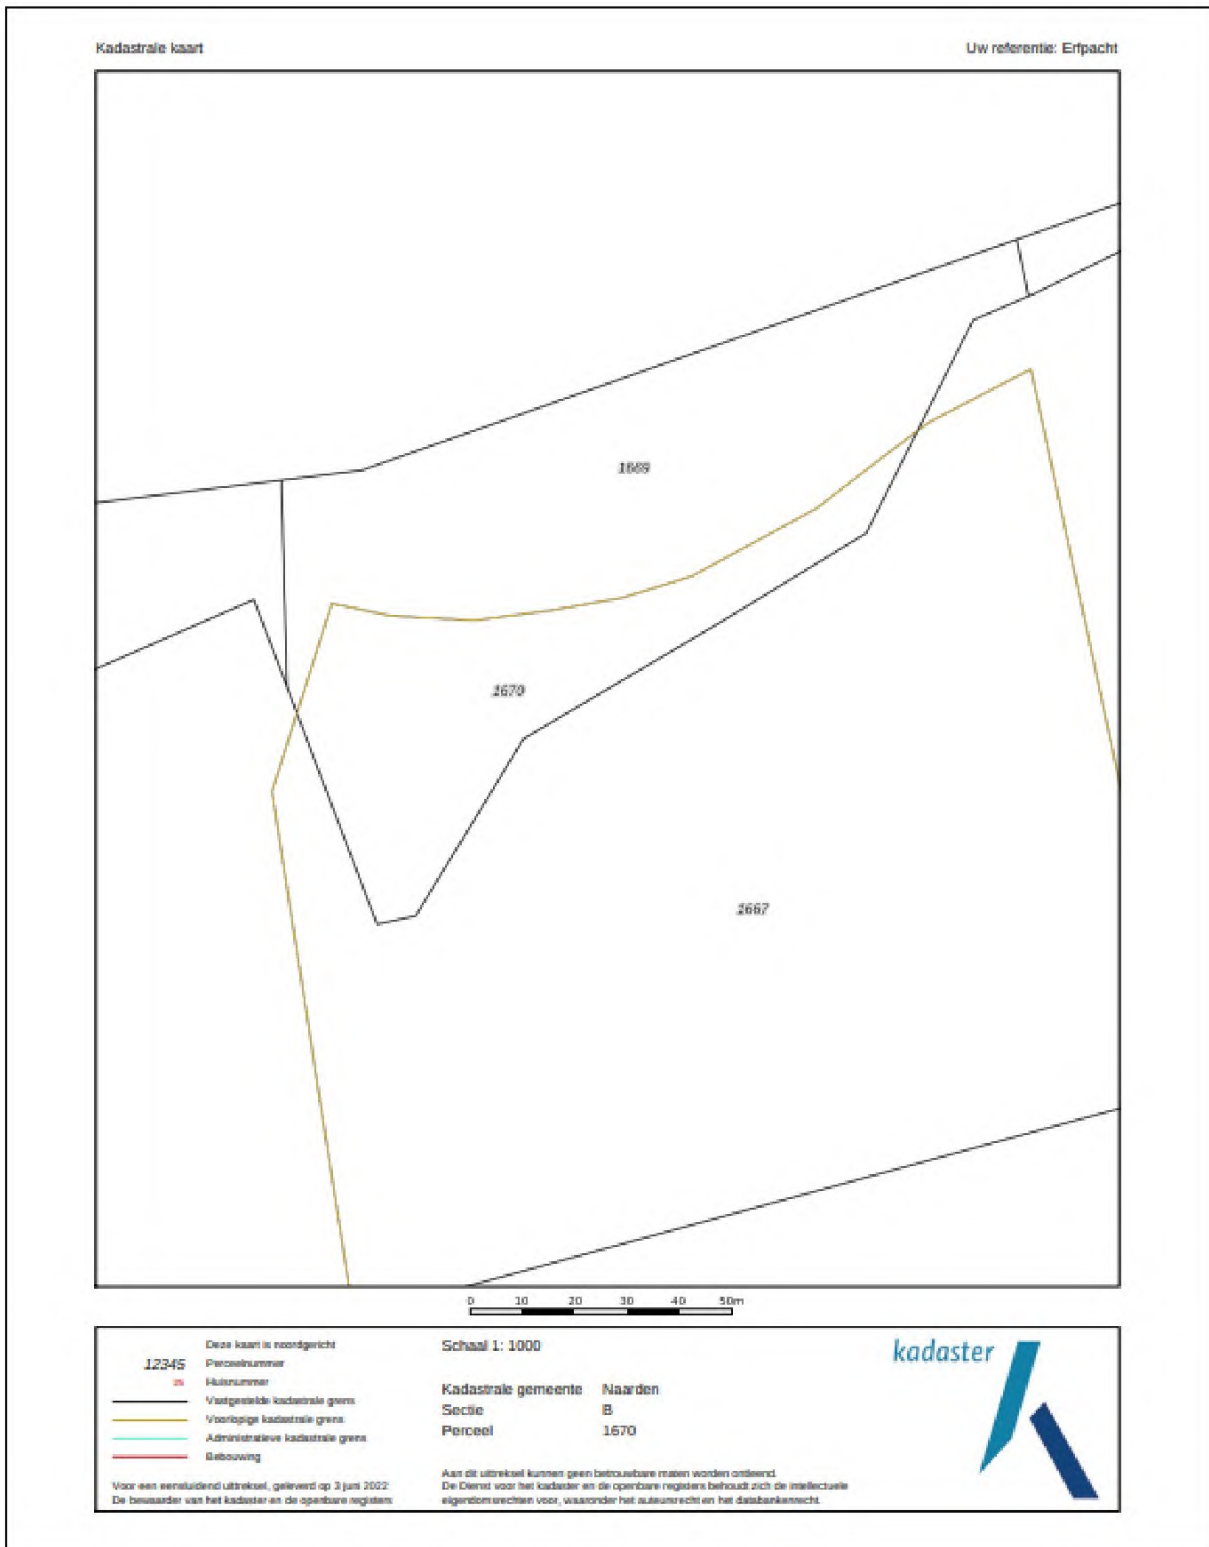 Kadastrale kaart
Uw referentie: Erfpacht
1669
1670
1667
0 10 20 30 40 50m
Deze kaart is noordgericht
12345 Perceelnummer
25 Huisnummer
Vastgestelde kadastrale grens
Voorlopige kadastrale grens
Administratieve kadastrale grens
Bebouwing
Voor een eensluidend uittreksel, geleverd op 3 juni 2022
De bewaarder van het kadaster en de openbare registers
Schaal 1: 1000
Kadastrale gemeente Naarden
Sectie B
Perceel 1670
Aan dit uittreksel kunnen geen betrouwbare maten worden ontleend.
De Dienst voor het kadaster en de openbare registers behoudt zich de intellectuele
eigendomsrechten voor, waaronder het auteursrecht en het databankenrecht.
kadaster